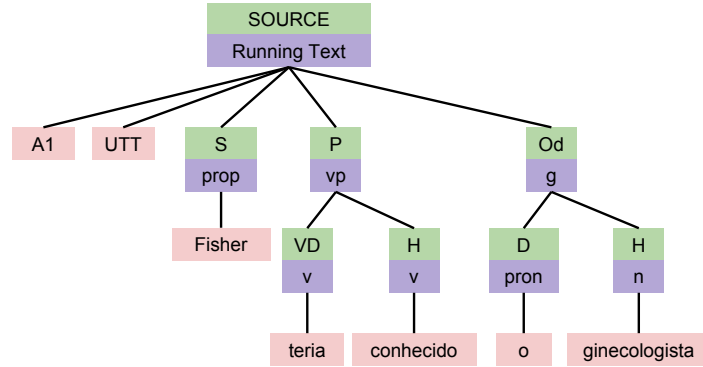 SOURCE
Running Text
A1 UTT S P Od
prop vp g
Fisher VD H D H
v v pron n
teria conhecido o ginecologista